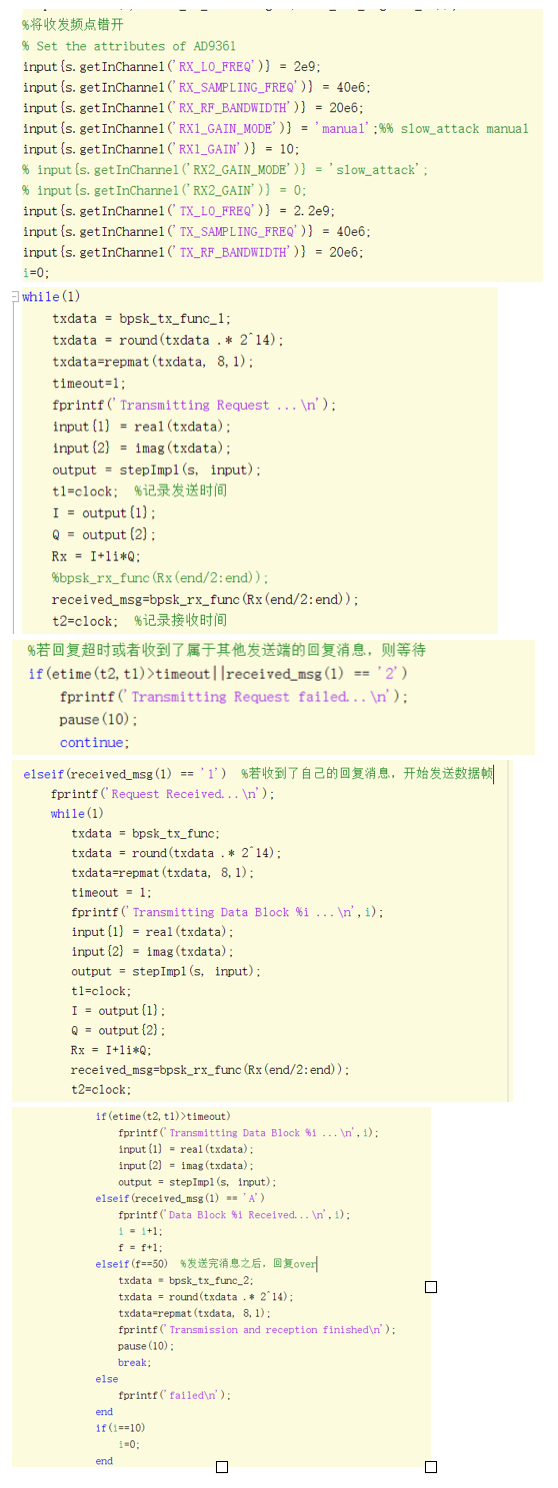 %将收发频点错开
% Set the attributes of AD9361
input{s.getInChannel('RX_LO_FREQ')} = 2e9;
input{s.getInChannel('RX_SAMPLING_FREQ')} = 40e6;
input{s.getInChannel('RX_RF_BANDWIDTH')} = 20e6;
input{s.getInChannel('RX1_GAIN_MODE')} = 'manual';%% slow_attack manual
input{s.getInChannel('RX1_GAIN')} = 10;
% input{s.getInChannel('RX2_GAIN_MODE')} = 'slow_attack';
% input{s.getInChannel('RX2_GAIN')} = 0;
input{s.getInChannel('TX_LO_FREQ')} = 2.2e9;
input{s.getInChannel('TX_SAMPLING_FREQ')} = 40e6;
input{s.getInChannel('TX_RF_BANDWIDTH')} = 20e6;
i=0;
while(1)
txdata = bpsk_tx_func_1;
txdata = round(txdata .* 2^14);
txdata=repmat(txdata, 8,1);
timeout=1;
fprintf('Transmitting Request ...\n');
input{1} = real(txdata);
input{2} = imag(txdata);
output = stepImpl(s, input);
t1=clock; %记录发送时间
I = output{1};
Q = output{2};
Rx = I+1i*Q;
%bpsk_rx_func(Rx(end/2:end));
received_msg=bpsk_rx_func(Rx(end/2:end));
t2=clock; %记录接收时间
%若回复超时或者收到了属于其他发送端的回复消息，则等待
if(etime(t2,t1)>timeout||received_msg(1) == '2')
fprintf('Transmitting Request failed...\n');
pause(10);
continue;
elseif(received_msg(1) == '1') %若收到了自己的回复消息，开始发送数据帧
fprintf('Request Received...\n');
while(1)
txdata = bpsk_tx_func;
txdata = round(txdata .* 2^14);
txdata=repmat(txdata, 8,1);
timeout = 1;
fprintf('Transmitting Data Block %i ...\n',i);
input{1} = real(txdata);
input{2} = imag(txdata);
output = stepImpl(s, input);
t1=clock;
I = output{1};
Q = output{2};
Rx = I+1i*Q;
received_msg=bpsk_rx_func(Rx(end/2:end));
t2=clock;
if(etime(t2,t1)>timeout)
fprintf('Transmitting Data Block %i ...\n',i);
input{1} = real(txdata);
input{2} = imag(txdata);
output = stepImpl(s, input);
elseif(received_msg(1) == 'A')
fprintf('Data Block %i Received...\n',i);
i = i+1;
f = f+1;
elseif(f==50) %发送完消息之后，回复over
txdata = bpsk_tx_func_2;
txdata = round(txdata .* 2^14);
txdata=repmat(txdata, 8,1);
fprintf('Transmission and reception finished\n');
pause(10);
break;
else
fprintf('failed\n');
end
if(i==10)
i=0;
end